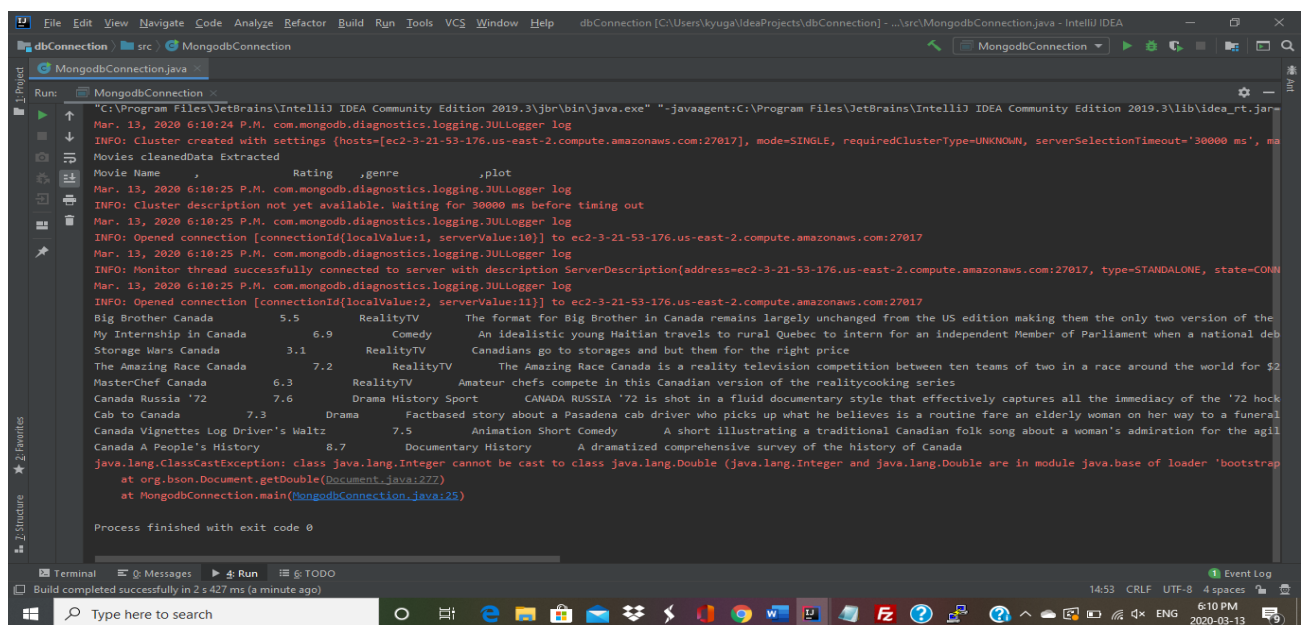 File Edit View Navigate Code Analyze Refactor Build Run Tools VCS Window Help dbConnection [C:\Users\kyuga\IdeaProjects\dbConnection] - ...\src\MongodbConnection.java - IntelliJ IDEA
dbConnection src MongodbConnection MongodbConnection
MongodbConnection.java
1: Project
Ant
Run: MongodbConnection
"C:\Program Files\JetBrains\IntelliJ IDEA Community Edition 2019.3\jbr\bin\java.exe" "-javaagent:C:\Program Files\JetBrains\IntelliJ IDEA Community Edition 2019.3\lib\idea_rt.jar=
Mar. 13, 2020 6:10:24 P.M. com.mongodb.diagnostics.logging.JULLogger log
INFO: Cluster created with settings {hosts=[ec2-3-21-53-176.us-east-2.compute.amazonaws.com:27017], mode=SINGLE, requiredClusterType=UNKNOWN, serverSelectionTimeout='30000 ms', ma
Movies cleanedData Extracted
Movie Name , Rating ,genre ,plot
Mar. 13, 2020 6:10:25 P.M. com.mongodb.diagnostics.logging.JULLogger log
INFO: Cluster description not yet available. Waiting for 30000 ms before timing out
Mar. 13, 2020 6:10:25 P.M. com.mongodb.diagnostics.logging.JULLogger log
INFO: Opened connection [connectionId{localValue:1, serverValue:10}] to ec2-3-21-53-176.us-east-2.compute.amazonaws.com:27017
Mar. 13, 2020 6:10:25 P.M. com.mongodb.diagnostics.logging.JULLogger log
INFO: Monitor thread successfully connected to server with description ServerDescription{address=ec2-3-21-53-176.us-east-2.compute.amazonaws.com:27017, type=STANDALONE, state=CONN
Mar. 13, 2020 6:10:25 P.M. com.mongodb.diagnostics.logging.JULLogger log
INFO: Opened connection [connectionId{localValue:2, serverValue:11}] to ec2-3-21-53-176.us-east-2.compute.amazonaws.com:27017
Big Brother Canada 5.5 RealityTV The format for Big Brother in Canada remains largely unchanged from the US edition making them the only two version of the
My Internship in Canada 6.9 Comedy An idealistic young Haitian travels to rural Quebec to intern for an independent Member of Parliament when a national deb
Storage Wars Canada 3.1 RealityTV Canadians go to storages and but them for the right price
The Amazing Race Canada 7.2 RealityTV The Amazing Race Canada is a reality television competition between ten teams of two in a race around the world for $2
MasterChef Canada 6.3 RealityTV Amateur chefs compete in this Canadian version of the realitycooking series
Canada Russia '72 7.6 Drama History Sport CANADA RUSSIA '72 is shot in a fluid documentary style that effectively captures all the immediacy of the '72 hock
Cab to Canada 7.3 Drama Factbased story about a Pasadena cab driver who picks up what he believes is a routine fare an elderly woman on her way to a funeral
Canada Vignettes Log Driver's Waltz 7.5 Animation Short Comedy A short illustrating a traditional Canadian folk song about a woman's admiration for the agil
Canada A People's History 8.7 Documentary History A dramatized comprehensive survey of the history of Canada
java.lang.ClassCastException: class java.lang.Integer cannot be cast to class java.lang.Double (java.lang.Integer and java.lang.Double are in module java.base of loader 'bootstrap
at org.bson.Document.getDouble(Document.java:277)
at MongodbConnection.main(MongodbConnection.java:25)
Process finished with exit code 0
2: Favorites
7: Structure
Terminal 0: Messages 4: Run 6: TODO 1 Event Log
Build completed successfully in 2 s 427 ms (a minute ago) 14:53 CRLF UTF-8 4 spaces
Type here to search ENG 6:10 PM
2020-03-13